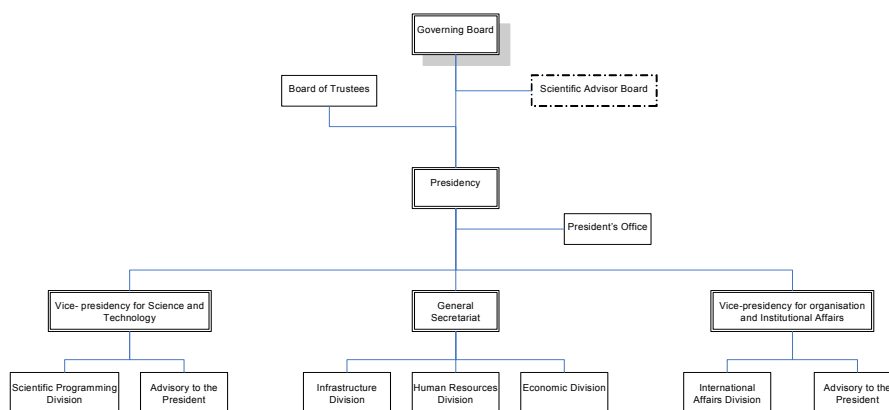 Governing Board
Board of Trustees
Scientific Advisor Board
Presidency
President's Office
Vice- presidency for Science and
Technology
General
Secretariat
Vice-presidency for organisation
and Institutional Affairs
Scientific Programming
Division
Advisory to the
President
Infrastructure
Division
Human Resources
Division
Economic Division
International
Affairs Division
Advisory to the
President